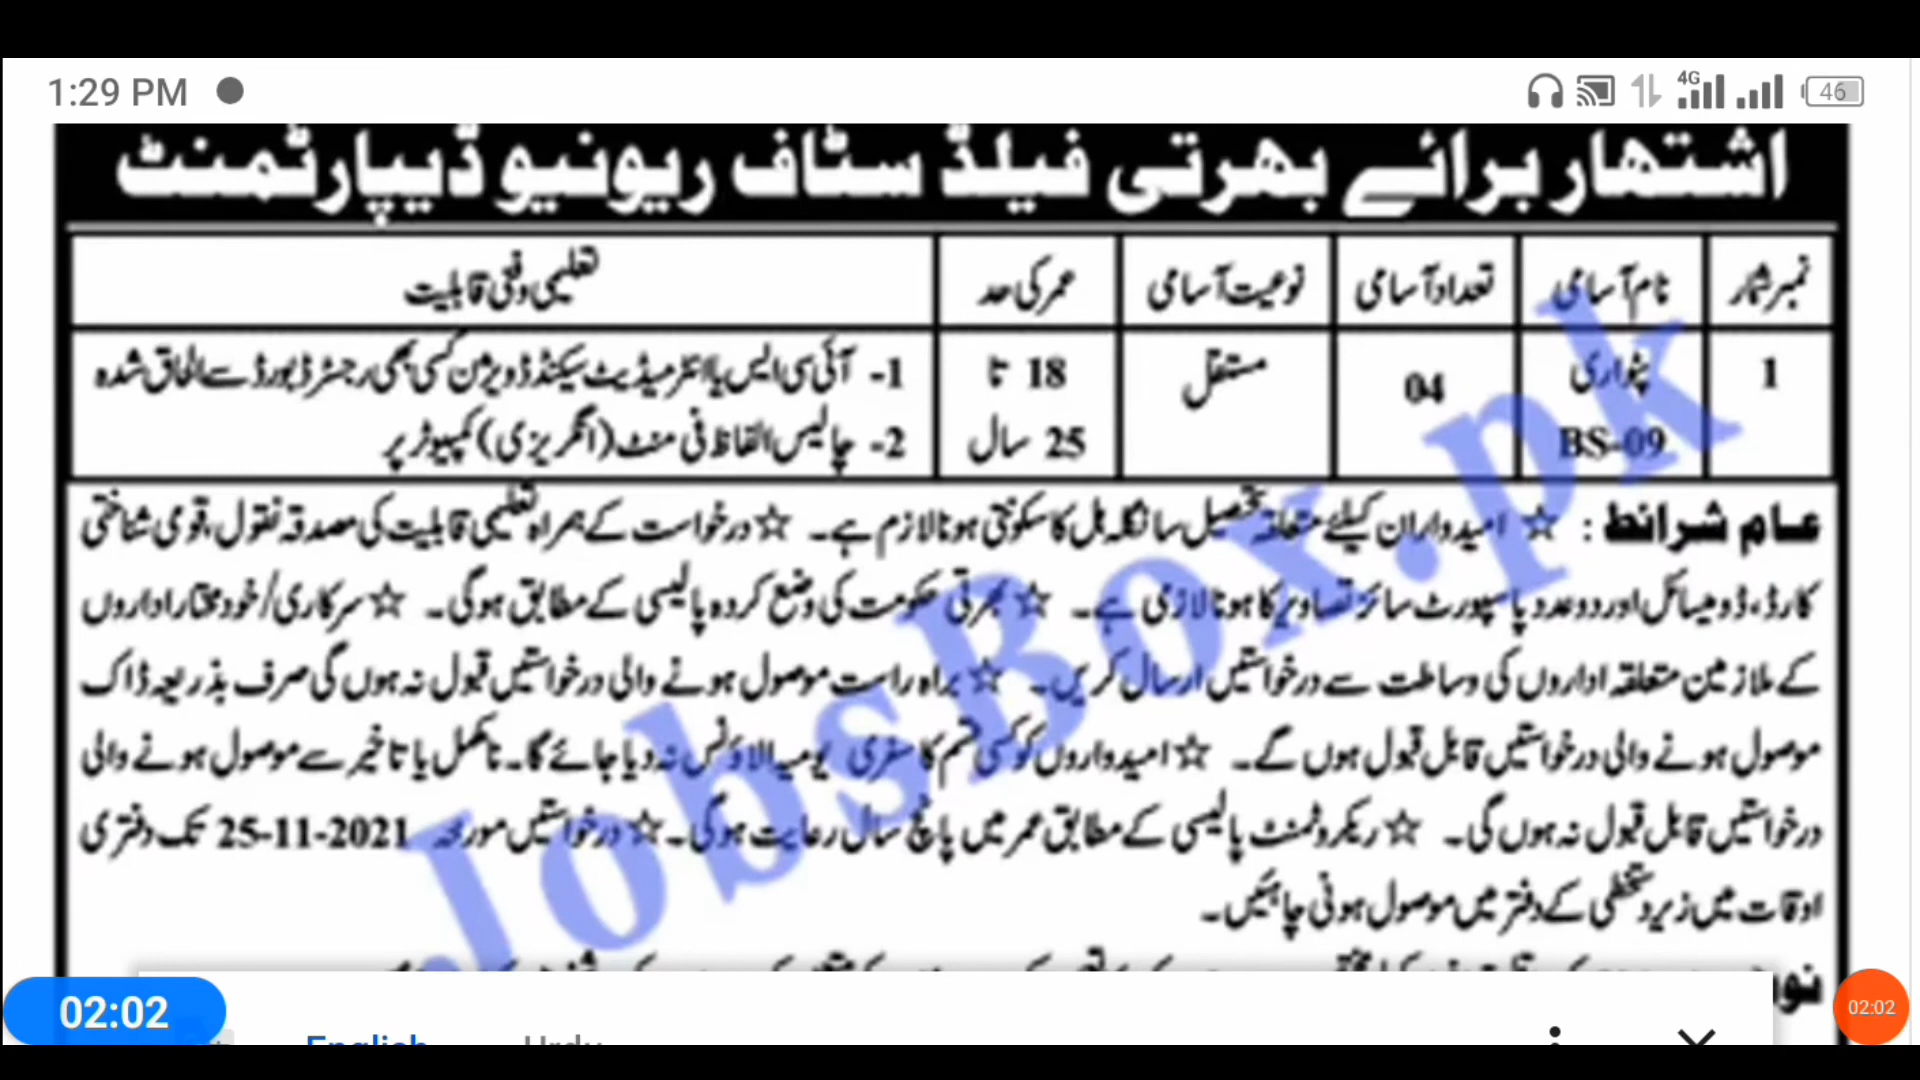 1:29 PM
4G
46
اشتہار برائے بھرتی فیلڈ سٹاف ریونیو ڈیپارٹمنٹ
نمبر شمار نام آسامی تعداد آسامی نوعیت آسامی عمر کی حد تعلیمی وفنی قابلیت
1 پٹواری 04 مستقل 18 تا 1- آئی سی ایس یا انٹرمیڈیٹ سیکنڈ ڈویژن کسی بھی رجسٹرڈ بورڈ سے الحاق شدہ
BS-09 25 سال 2- چالیس الفاظ فی منٹ (انگریزی) کمپیوٹر پر
عام شرائط : ☆ امیدواران کیلئے متعلقہ تحصیل سانگلہ ہل کا سکونتی ہونا لازم ہے۔ ☆ درخواست کے ہمراہ تعلیمی قابلیت کی مصدقہ نقول، قومی شناختی
کارڈ، ڈومیسائل اور دو عدد پاسپورٹ سائز تصاویر کا ہونا لازمی ہے۔ ☆ بھرتی حکومت کی وضع کردہ پالیسی کے مطابق ہوگی۔ ☆ سرکاری/خودمختار اداروں
کے ملازمین متعلقہ اداروں کی وساطت سے درخواستیں ارسال کریں۔ ☆ براہ راست موصول ہونے والی درخواستیں قبول نہ ہوں گی صرف بذریعہ ڈاک
موصول ہونے والی درخواستیں قابل قبول ہوں گے۔ ☆ امیدواروں کو کسی قسم کا سفری یومیہ الاؤنس نہ دیا جائے گا۔ نامکمل یا تاخیر سے موصول ہونے والی
درخواستیں قابل قبول نہ ہوں گی۔ ☆ ریکروٹمنٹ پالیسی کے مطابق عمر میں پانچ سال رعایت ہوگی۔ ☆ درخواستیں مورخہ 25-11-2021 تک دفتری
اوقات میں زیر دستخطی کے دفتر میں موصول ہونی چاہئیں۔
JobsBox.pk
02:02
English Urdu
02:02